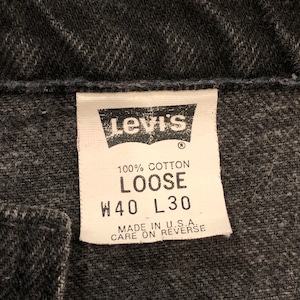 Levi's
®
100% COTTON
LOOSE
W40 L30
MADE IN U.S.A.
CARE ON REVERSE